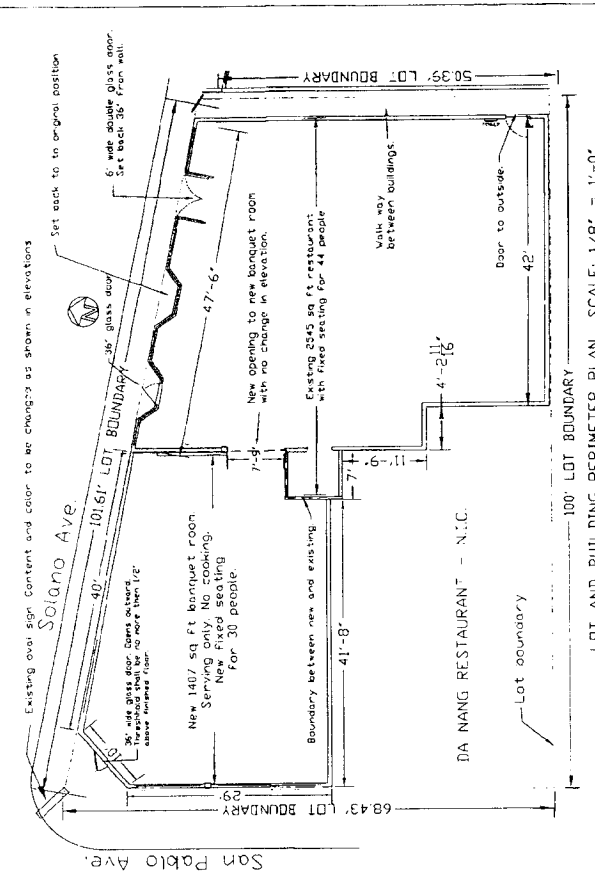 Existing oval sign Content and color to be changed as shown in elevations
Solano Ave.
Set back to to original position
6' wide double glass door.
Set back 36" from wall.
36" glass door
101.61' LOT BOUNDARY
50.39' LOT BOUNDARY
40'
10'
36" wide glass door. Opens outward.
Threshhold shall be no more then 1/2"
above finished floor.
47'-6"
New opening to new banquet room
with no change in elevation.
Existing 2545 sq ft restaurant
with fixed seating for 44 people
Walk way
between buildings.
Door to outside.
42'
New 1407 sq ft banquet room.
Serving only. No cooking.
New fixed seating
for 30 people.
7'-9"
7'
11'-9"
4'-2 11/16"
Boundary between new and existing
41'-8"
29'
68.43' LOT BOUNDARY
San Pablo Ave.
DA NANG RESTAURANT - N.I.C.
Lot boundary
100' LOT BOUNDARY
LOT AND BUILDING PERIMETER PLAN SCALE: 1/8" = 1'-0"